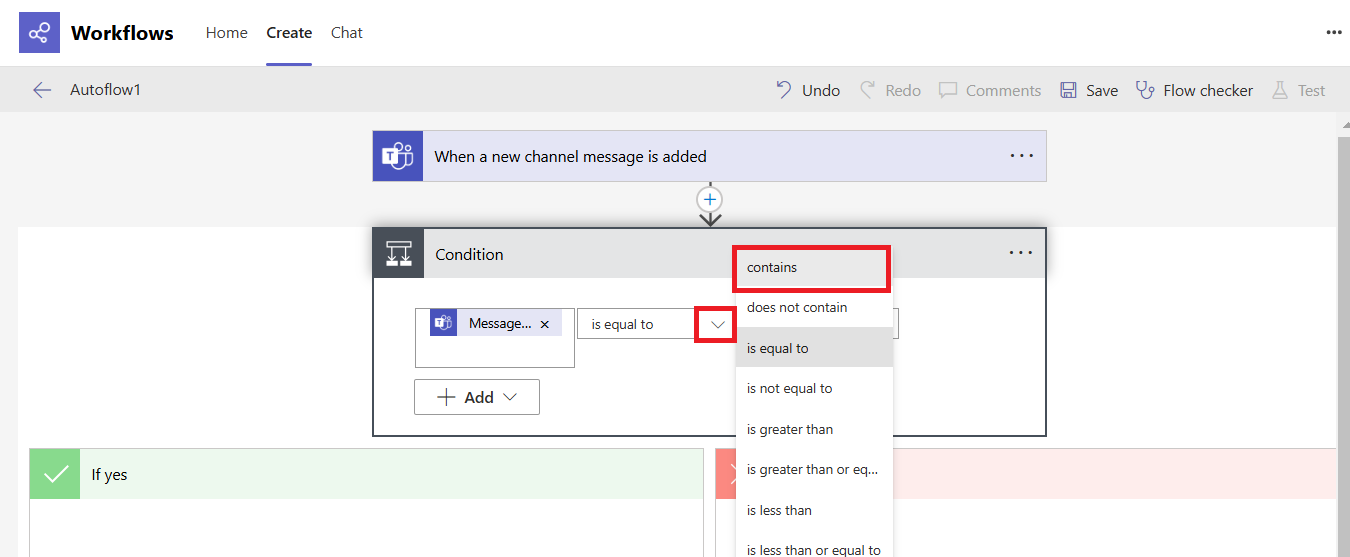 Workflows Home Create Chat
Autoflow1 Undo Redo Comments Save Flow checker Test
When a new channel message is added
Condition
contains
does not contain
Message... is equal to
is equal to
is not equal to
Add
is greater than
is greater than or eq...
If yes
is less than
is less than or equal to